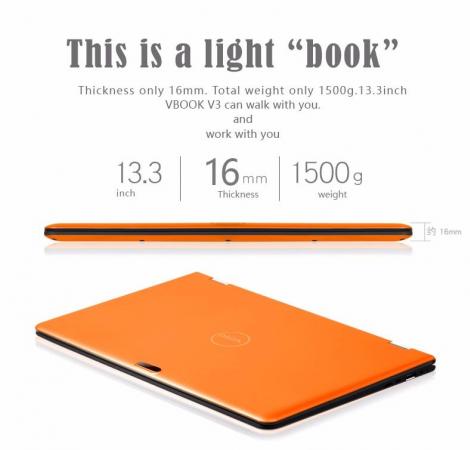 This is a light “book”
Thickness only 16mm. Total weight only 1500g.13.3inch
VBOOK V3 can walk with you.
and
work with you
13.3
inch
16mm
Thickness
1500g
weight
约 16mm